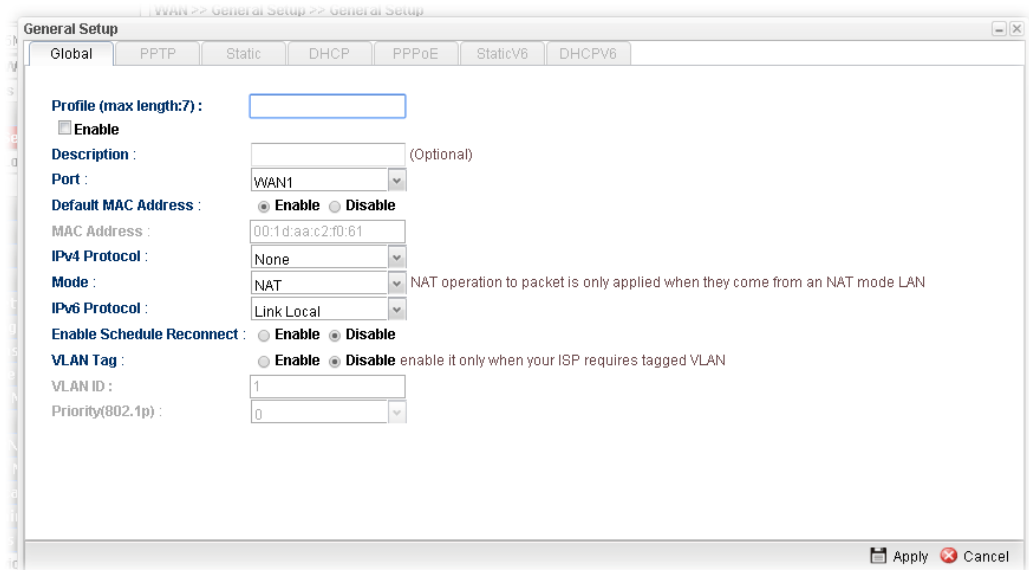 WAN >> General Setup >> General Setup
General Setup
Global PPTP Static DHCP PPPoE StaticV6 DHCPV6
Profile (max length:7) :
Enable
Description : (Optional)
Port : WAN1
Default MAC Address : Enable Disable
MAC Address : 00:1d:aa:c2:f0:61
IPv4 Protocol : None
Mode : NAT NAT operation to packet is only applied when they come from an NAT mode LAN
IPv6 Protocol : Link Local
Enable Schedule Reconnect : Enable Disable
VLAN Tag : Enable Disable enable it only when your ISP requires tagged VLAN
VLAN ID : 1
Priority(802.1p) : 0
Apply Cancel